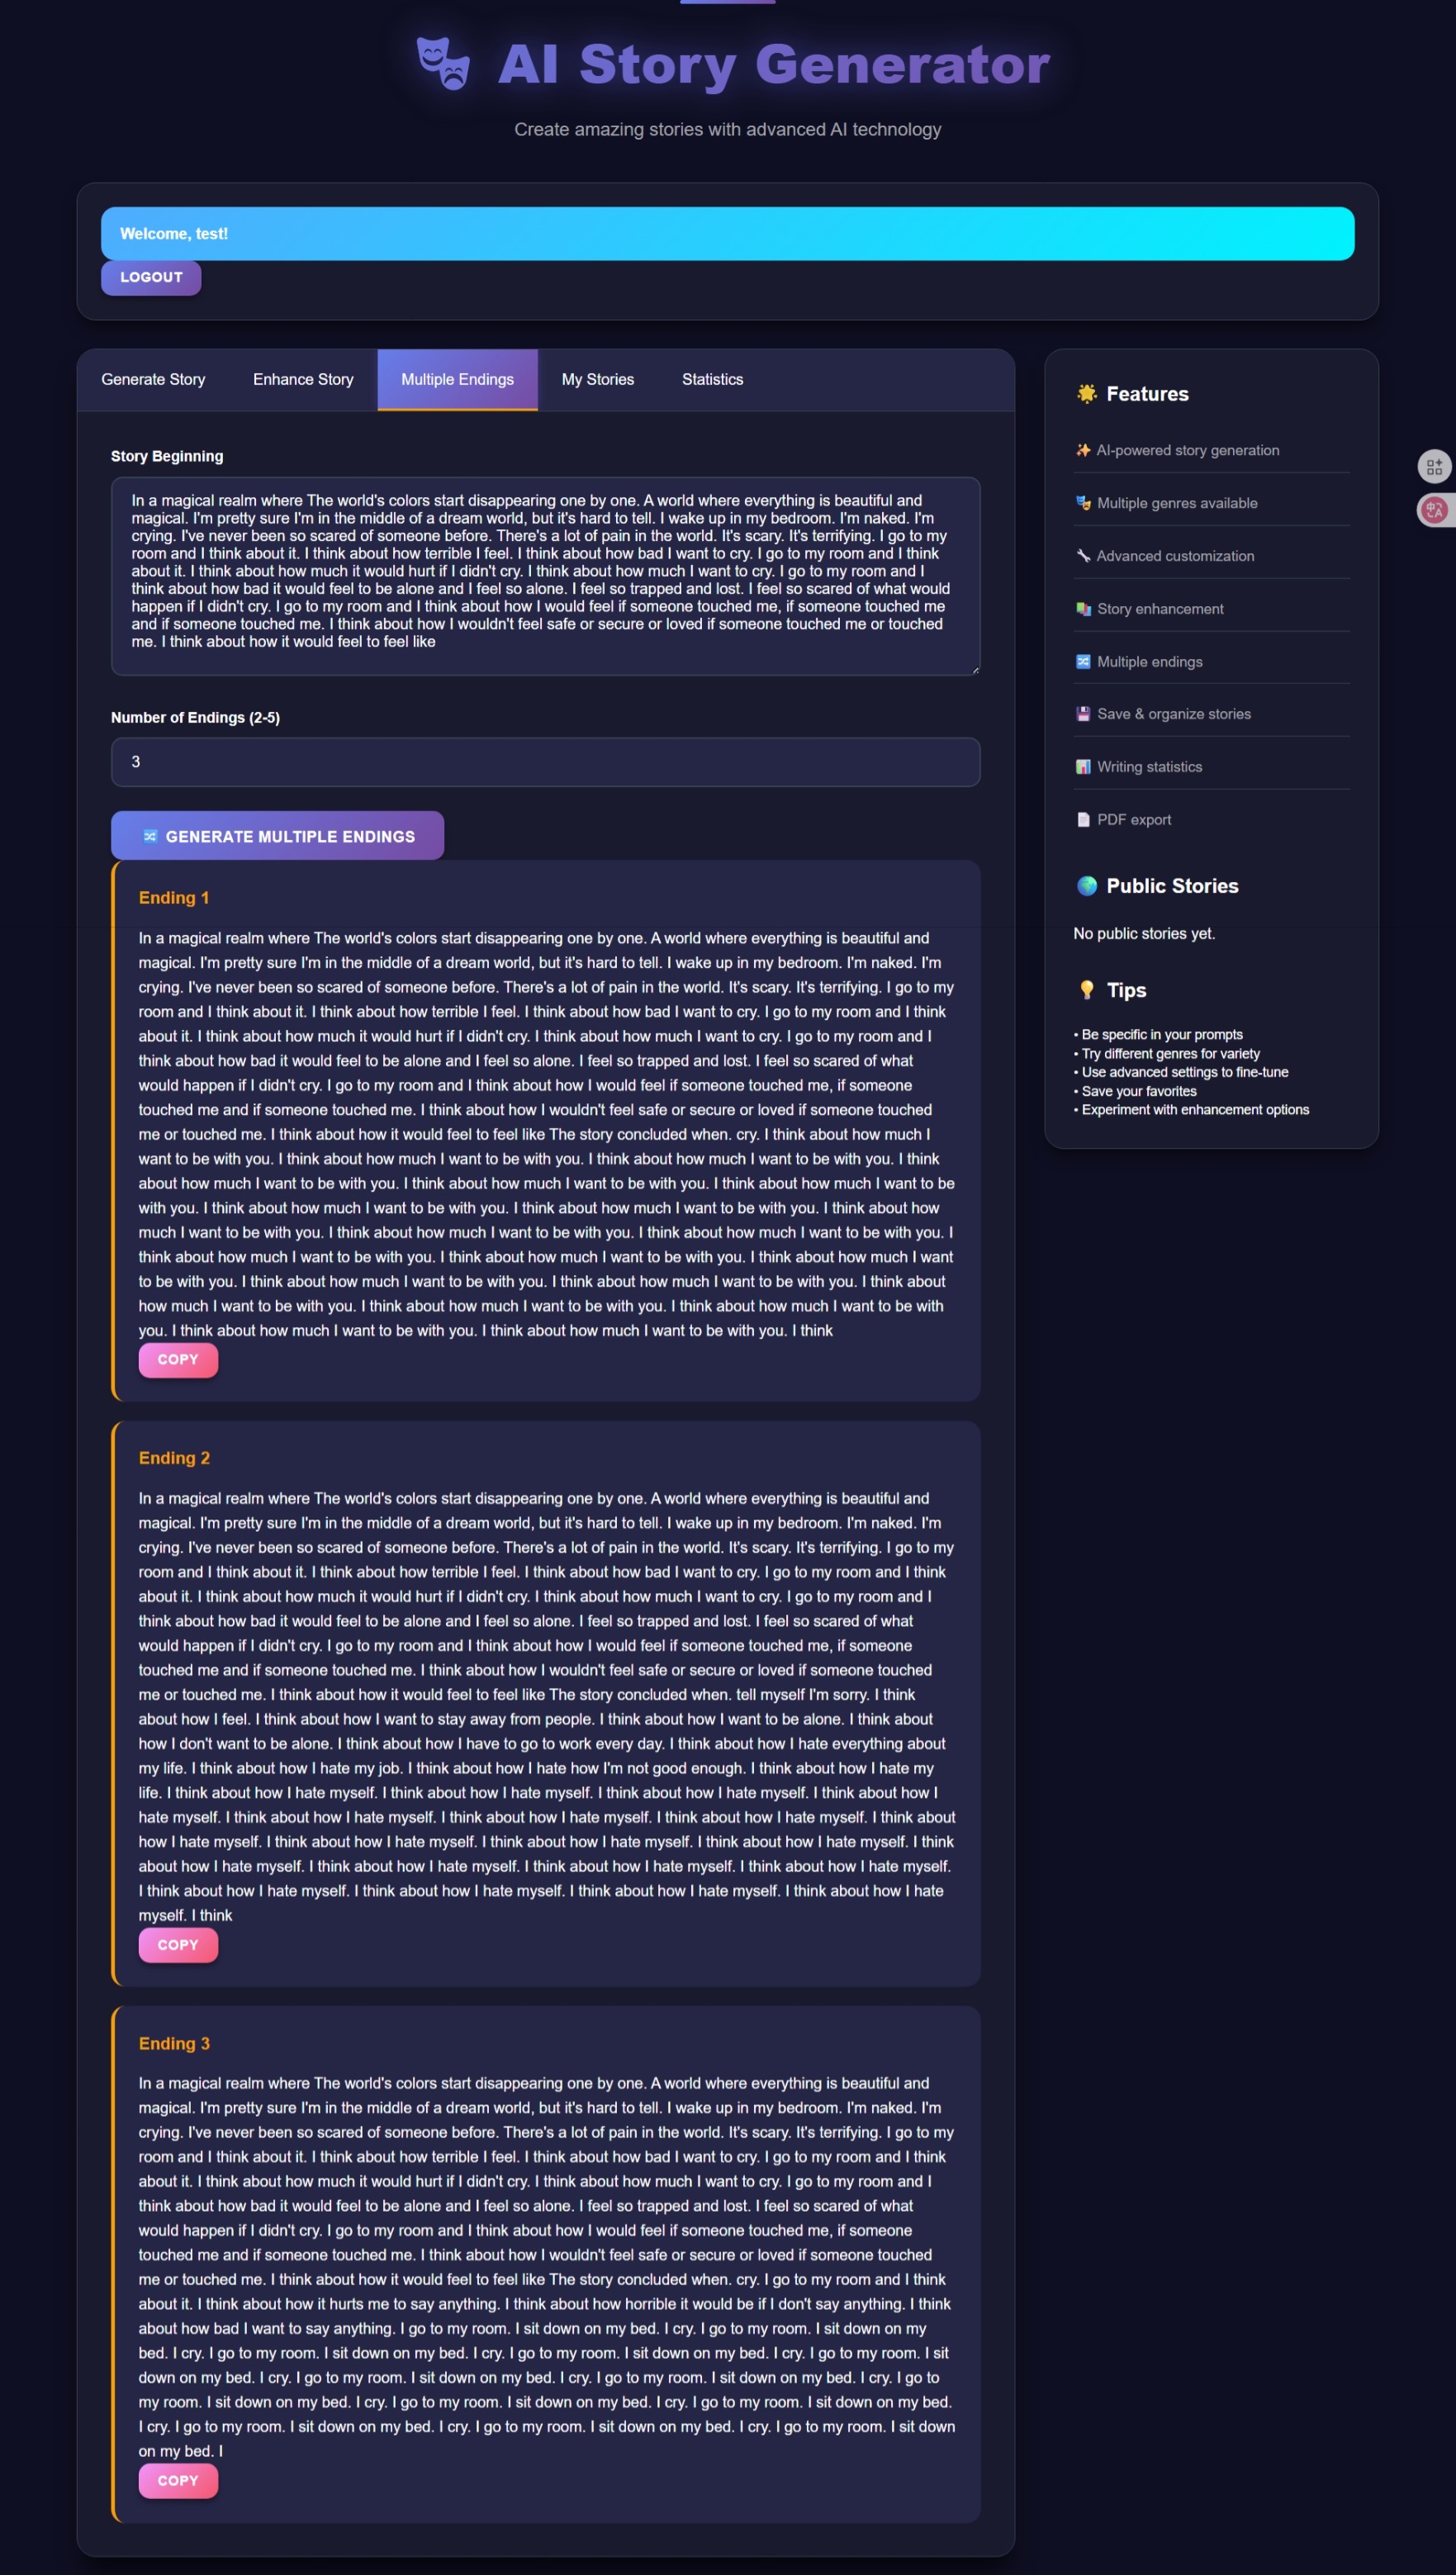 AI Story Generator
Create amazing stories with advanced AI technology
Welcome, test!
LOGOUT
Generate Story
Enhance Story
Multiple Endings
My Stories
Statistics
Story Beginning
In a magical realm where The world's colors start disappearing one by one. A world where everything is beautiful and
magical. I'm pretty sure I'm in the middle of a dream world, but it's hard to tell. I wake up in my bedroom. I'm naked. I'm
crying. I've never been so scared of someone before. There's a lot of pain in the world. It's scary. It's terrifying. I go to my
room and I think about it. I think about how terrible I feel. I think about how bad I want to cry. I go to my room and I think
about it. I think about how much it would hurt if I didn't cry. I think about how much I want to cry. I go to my room and I
think about how bad it would feel to be alone and I feel so alone. I feel so trapped and lost. I feel so scared of what would
happen if I didn't cry. I go to my room and I think about how I would feel if someone touched me, if someone touched me
and if someone touched me. I think about how I wouldn't feel safe or secure or loved if someone touched me or touched
me. I think about how it would feel to feel like
Number of Endings (2-5)
3
GENERATE MULTIPLE ENDINGS
Ending 1
In a magical realm where The world's colors start disappearing one by one. A world where everything is beautiful and
magical. I'm pretty sure I'm in the middle of a dream world, but it's hard to tell. I wake up in my bedroom. I'm naked. I'm
crying. I've never been so scared of someone before. There's a lot of pain in the world. It's scary. It's terrifying. I go to my
room and I think about it. I think about how terrible I feel. I think about how bad I want to cry. I go to my room and I think
about it. I think about how much it would hurt if I didn't cry. I think about how much I want to cry. I go to my room and I
think about how bad it would feel to be alone and I feel so alone. I feel so trapped and lost. I feel so scared of what
would happen if I didn't cry. I go to my room and I think about how I would feel if someone touched me, if someone
touched me and if someone touched me. I think about how I wouldn't feel safe or secure or loved if someone touched
me or touched me. I think about how it would feel to feel like The story concluded when. cry. I think about how much I
want to be with you. I think about how much I want to be with you. I think about how much I want to be with you. I think
about how much I want to be with you. I think about how much I want to be with you. I think about how much I want to be
with you. I think about how much I want to be with you. I think about how much I want to be with you. I think about how
much I want to be with you. I think about how much I want to be with you. I think about how much I want to be with you. I
think about how much I want to be with you. I think about how much I want to be with you. I think about how much I want
to be with you. I think about how much I want to be with you. I think about how much I want to be with you. I think about
how much I want to be with you. I think about how much I want to be with you. I think about how much I want to be with
you. I think about how much I want to be with you. I think about how much I want to be with you. I think
COPY
Ending 2
In a magical realm where The world's colors start disappearing one by one. A world where everything is beautiful and
magical. I'm pretty sure I'm in the middle of a dream world, but it's hard to tell. I wake up in my bedroom. I'm naked. I'm
crying. I've never been so scared of someone before. There's a lot of pain in the world. It's scary. It's terrifying. I go to my
room and I think about it. I think about how terrible I feel. I think about how bad I want to cry. I go to my room and I think
about it. I think about how much it would hurt if I didn't cry. I think about how much I want to cry. I go to my room and I
think about how bad it would feel to be alone and I feel so alone. I feel so trapped and lost. I feel so scared of what
would happen if I didn't cry. I go to my room and I think about how I would feel if someone touched me, if someone
touched me and if someone touched me. I think about how I wouldn't feel safe or secure or loved if someone touched
me or touched me. I think about how it would feel to feel like The story concluded when. tell myself I'm sorry. I think
about how I feel. I think about how I want to stay away from people. I think about how I want to be alone. I think about
how I don't want to be alone. I think about how I have to go to work every day. I think about how I hate everything about
my life. I think about how I hate my job. I think about how I hate how I'm not good enough. I think about how I hate my
life. I think about how I hate myself. I think about how I hate myself. I think about how I hate myself. I think about how I
hate myself. I think about how I hate myself. I think about how I hate myself. I think about how I hate myself. I think about
how I hate myself. I think about how I hate myself. I think about how I hate myself. I think about how I hate myself. I think
about how I hate myself. I think about how I hate myself. I think about how I hate myself. I think about how I hate myself.
I think about how I hate myself. I think about how I hate myself. I think about how I hate myself. I think about how I hate
myself. I think
COPY
Ending 3
In a magical realm where The world's colors start disappearing one by one. A world where everything is beautiful and
magical. I'm pretty sure I'm in the middle of a dream world, but it's hard to tell. I wake up in my bedroom. I'm naked. I'm
crying. I've never been so scared of someone before. There's a lot of pain in the world. It's scary. It's terrifying. I go to my
room and I think about it. I think about how terrible I feel. I think about how bad I want to cry. I go to my room and I think
about it. I think about how much it would hurt if I didn't cry. I think about how much I want to cry. I go to my room and I
think about how bad it would feel to be alone and I feel so alone. I feel so trapped and lost. I feel so scared of what
would happen if I didn't cry. I go to my room and I think about how I would feel if someone touched me, if someone
touched me and if someone touched me. I think about how I wouldn't feel safe or secure or loved if someone touched
me or touched me. I think about how it would feel to feel like The story concluded when. cry. I go to my room and I think
about it. I think about how it hurts me to say anything. I think about how horrible it would be if I don't say anything. I think
about how bad I want to say anything. I go to my room. I sit down on my bed. I cry. I go to my room. I sit down on my
bed. I cry. I go to my room. I sit down on my bed. I cry. I go to my room. I sit down on my bed. I cry. I go to my room. I sit
down on my bed. I cry. I go to my room. I sit down on my bed. I cry. I go to my room. I sit down on my bed. I cry. I go to
my room. I sit down on my bed. I cry. I go to my room. I sit down on my bed. I cry. I go to my room. I sit down on my bed.
I cry. I go to my room. I sit down on my bed. I cry. I go to my room. I sit down on my bed. I cry. I go to my room. I sit down
on my bed. I
COPY
Features
AI-powered story generation
Multiple genres available
Advanced customization
Story enhancement
Multiple endings
Save & organize stories
Writing statistics
PDF export
Public Stories
No public stories yet.
Tips
• Be specific in your prompts
• Try different genres for variety
• Use advanced settings to fine-tune
• Save your favorites
• Experiment with enhancement options